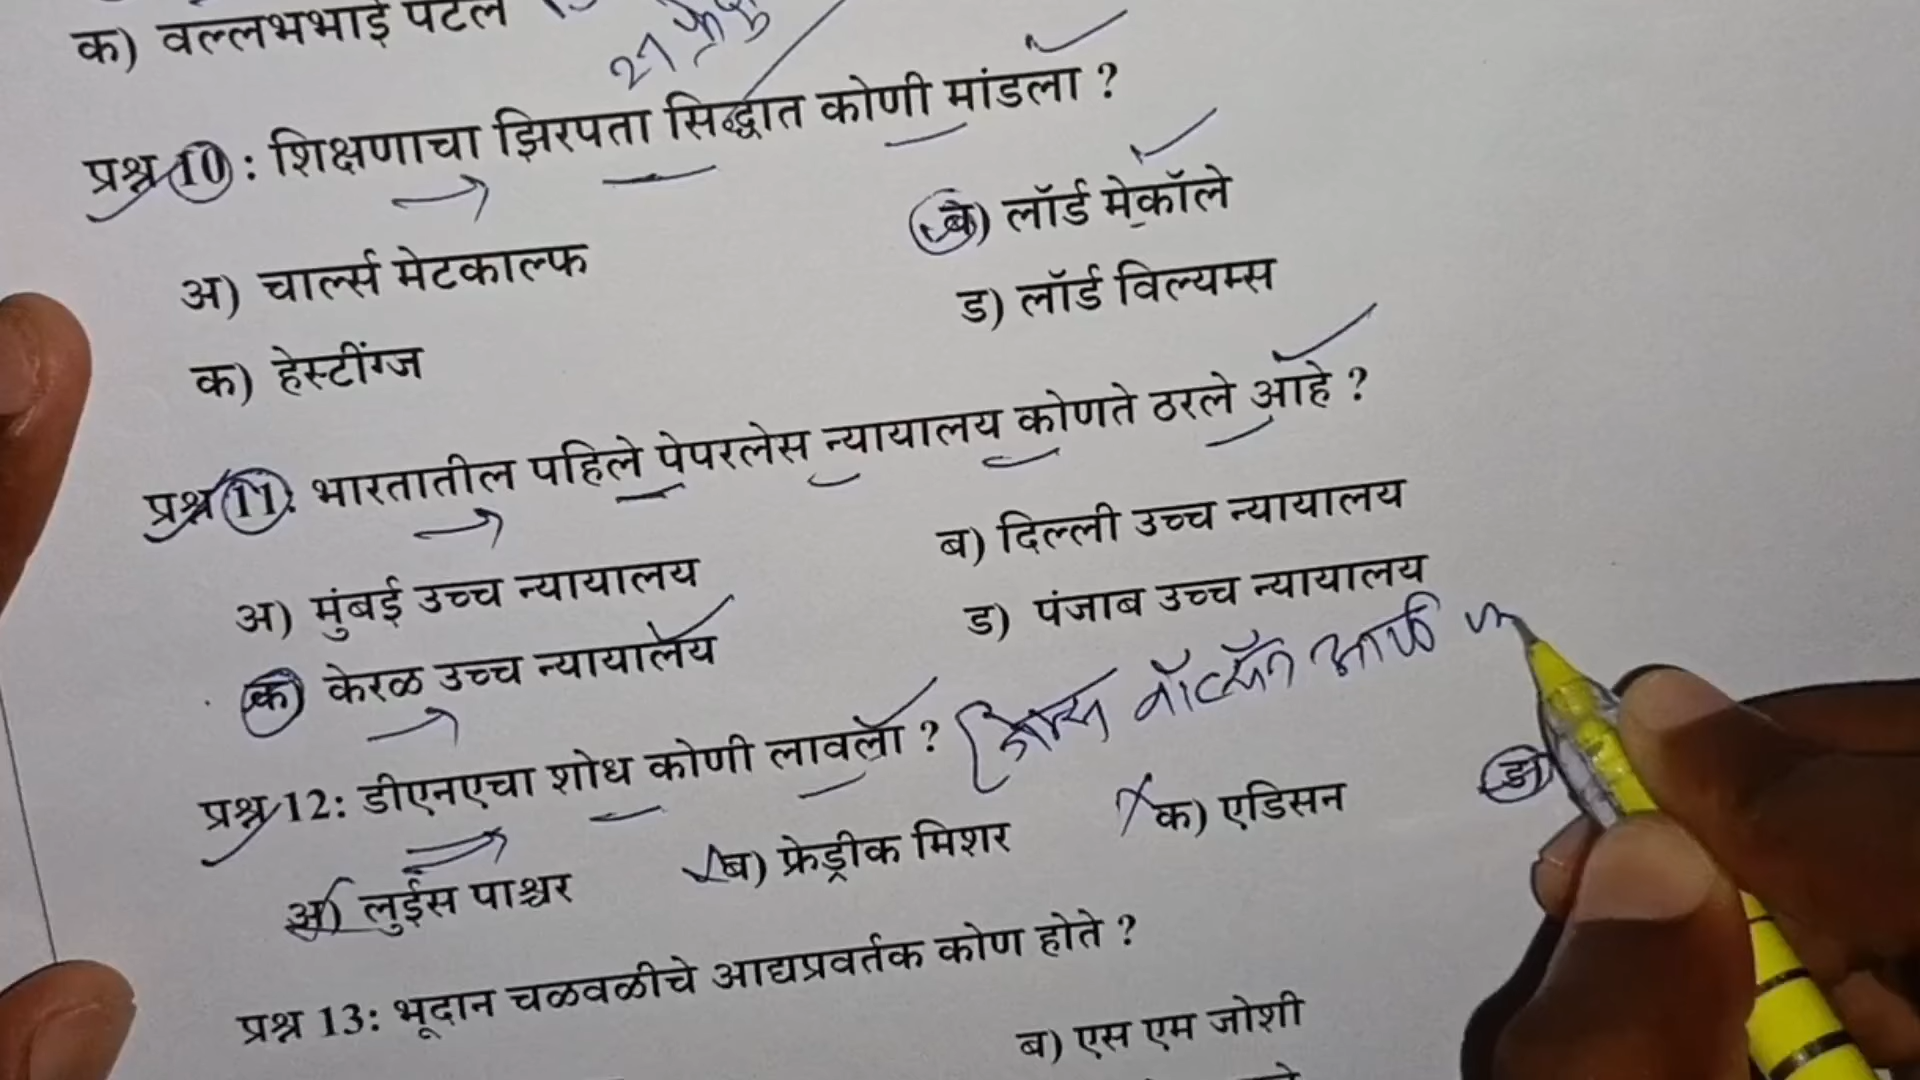 क) वल्लभभाई पटेल
प्रश्न 10 : शिक्षणाचा झिरपता सिद्धांत कोणी मांडला ?
अ) चार्ल्स मेटकाल्फ
ब) लॉर्ड मेकॉले
क) हेस्टींग्ज
ड) लॉर्ड विल्यम्स
प्रश्न 11: भारतातील पहिले पेपरलेस न्यायालय कोणते ठरले आहे ?
अ) मुंबई उच्च न्यायालय
ब) दिल्ली उच्च न्यायालय
क) केरळ उच्च न्यायालय
ड) पंजाब उच्च न्यायालय
प्रश्न 12: डीएनएचा शोध कोणी लावला ? वॉटसन आणि
अ) लुईस पाश्चर
ब) फ्रेड्रीक मिशर
क) एडिसन
ड)
प्रश्न 13: भूदान चळवळीचे आद्यप्रवर्तक कोण होते ?
ब) एस एम जोशी